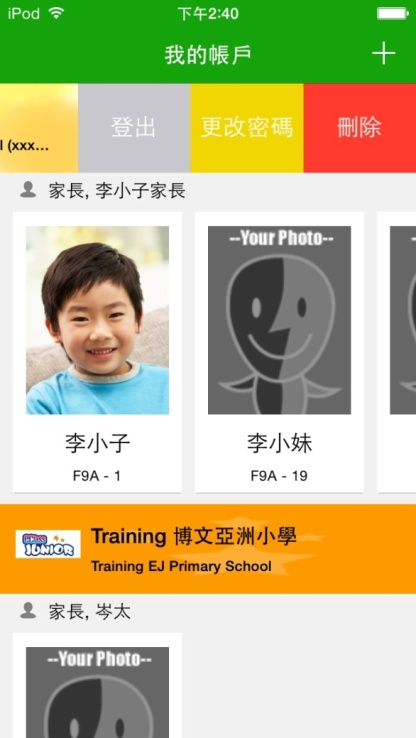 iPod 下午2:40
我的帳戶 +
l (xxx... 登出 更改密碼 刪除
家長, 李小子家長
--Your Photo--
李小子 李小妹
F9A - 1 F9A - 19
JUNIOR
Training 博文亞洲小學
Training EJ Primary School
家長, 岑太
--Your Photo--